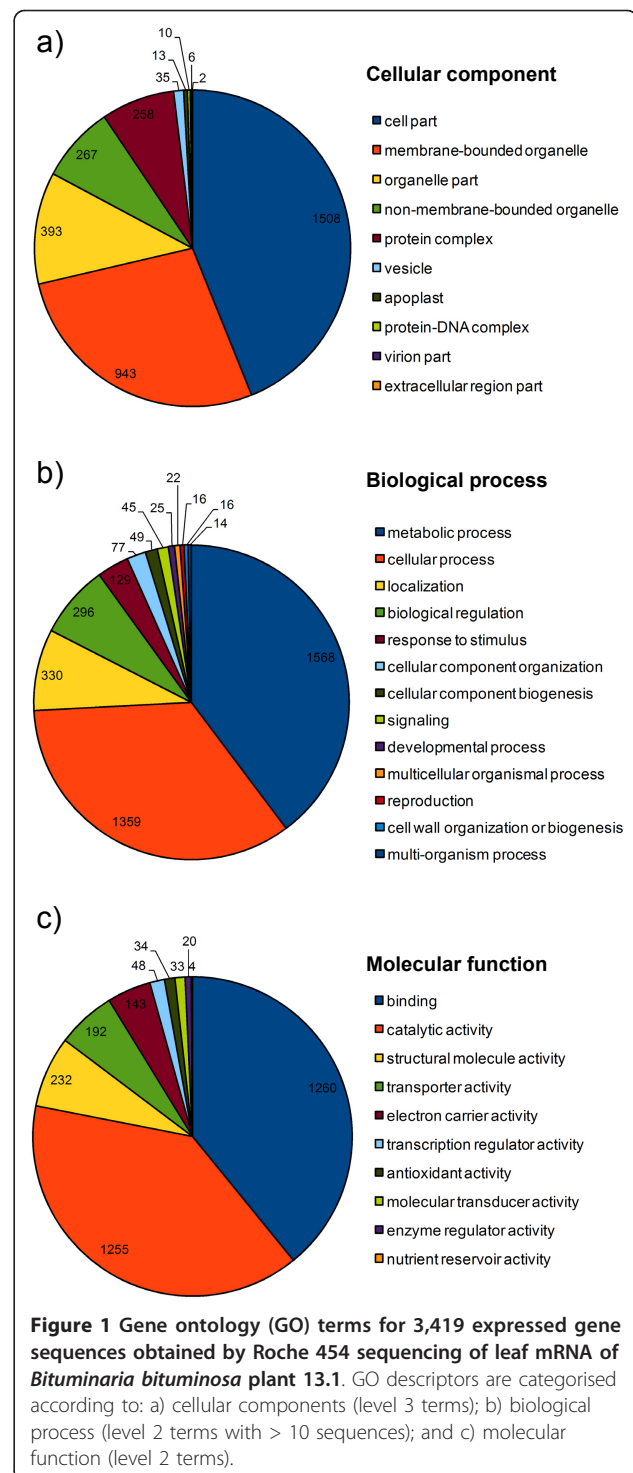 a)
10
13
6
35
2
258
267
393
1508
943
Cellular component
cell part
membrane-bounded organelle
organelle part
non-membrane-bounded organelle
protein complex
vesicle
apoplast
protein-DNA complex
virion part
extracellular region part
b)
22
45
25
16
16
49
14
77
129
296
330
1568
1359
Biological process
metabolic process
cellular process
localization
biological regulation
response to stimulus
cellular component organization
cellular component biogenesis
signaling
developmental process
multicellular organismal process
reproduction
cell wall organization or biogenesis
multi-organism process
c)
20
34
48
33
4
143
192
232
1260
1255
Molecular function
binding
catalytic activity
structural molecule activity
transporter activity
electron carrier activity
transcription regulator activity
antioxidant activity
molecular transducer activity
enzyme regulator activity
nutrient reservoir activity
Figure 1 Gene ontology (GO) terms for 3,419 expressed gene
sequences obtained by Roche 454 sequencing of leaf mRNA of
Bituminaria bituminosa plant 13.1. GO descriptors are categorised
according to: a) cellular components (level 3 terms); b) biological
process (level 2 terms with > 10 sequences); and c) molecular
function (level 2 terms).